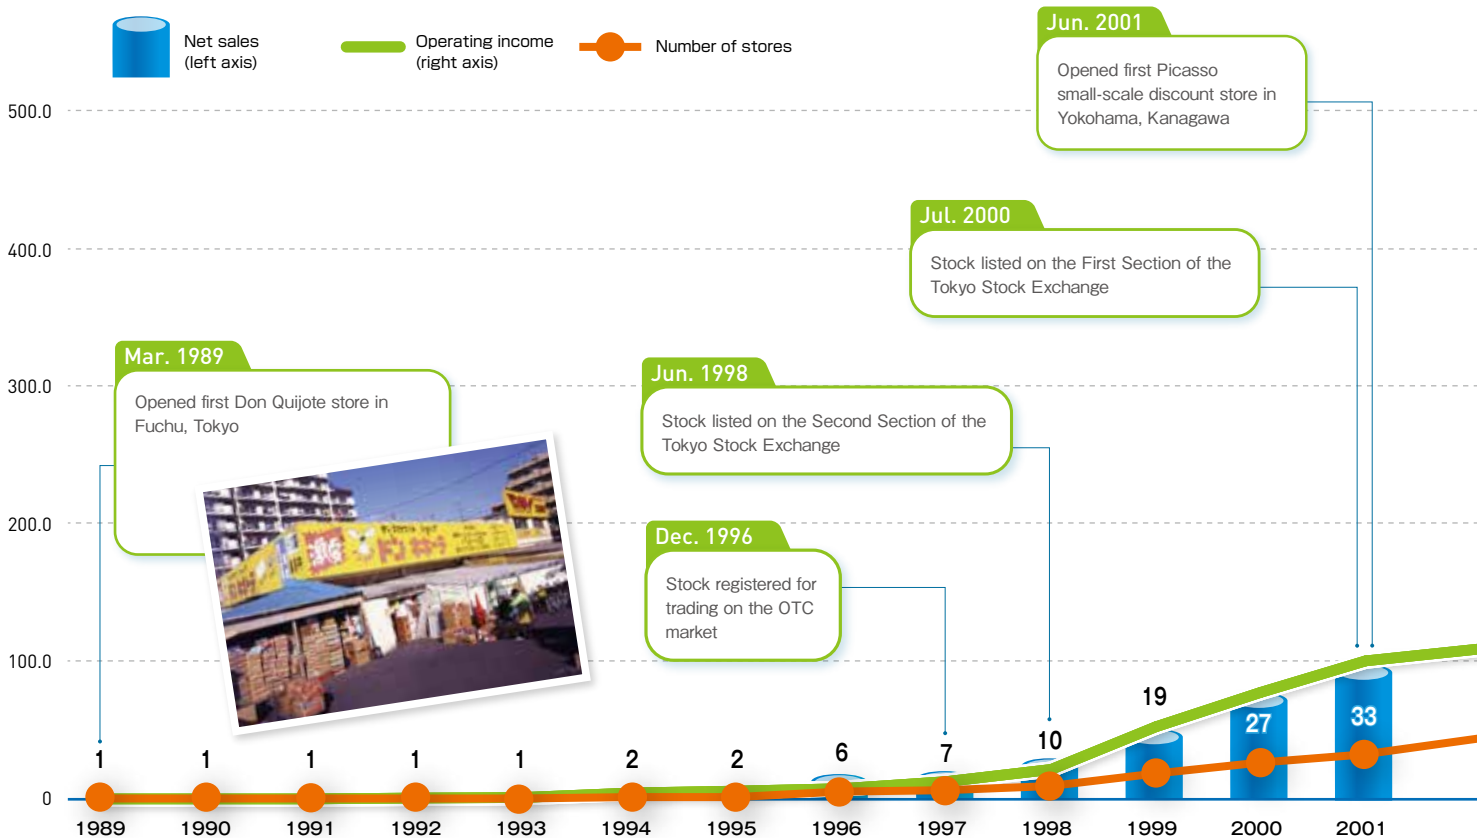 Net sales
(left axis)
Operating income
(right axis)
Number of stores
Jun. 2001
Opened first Picasso
small-scale discount store in
Yokohama, Kanagawa
500.0
Jul. 2000
Stock listed on the First Section of the
Tokyo Stock Exchange
400.0
Mar. 1989
Opened first Don Quijote store in
Fuchu, Tokyo
Jun. 1998
Stock listed on the Second Section of the
Tokyo Stock Exchange
300.0
ドン
Dec. 1996
Stock registered for
trading on the OTC
market
200.0
100.0
1 1 1 1 1 2 2 6 7 10 19 27 33
0
1989 1990 1991 1992 1993 1994 1995 1996 1997 1998 1999 2000 2001